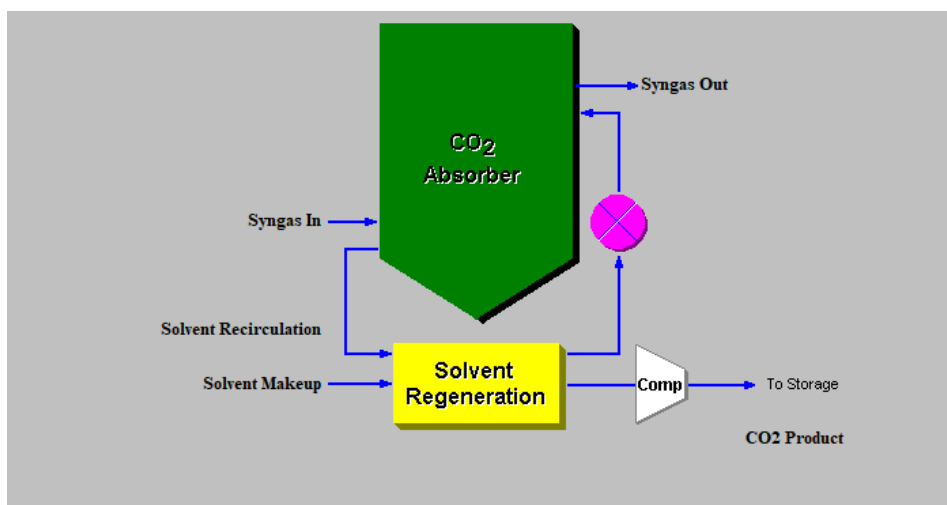 Syngas Out
CO2
Absorber
Syngas In
Solvent Recirculation
Solvent Makeup
Solvent
Regeneration
Comp
To Storage
CO2 Product